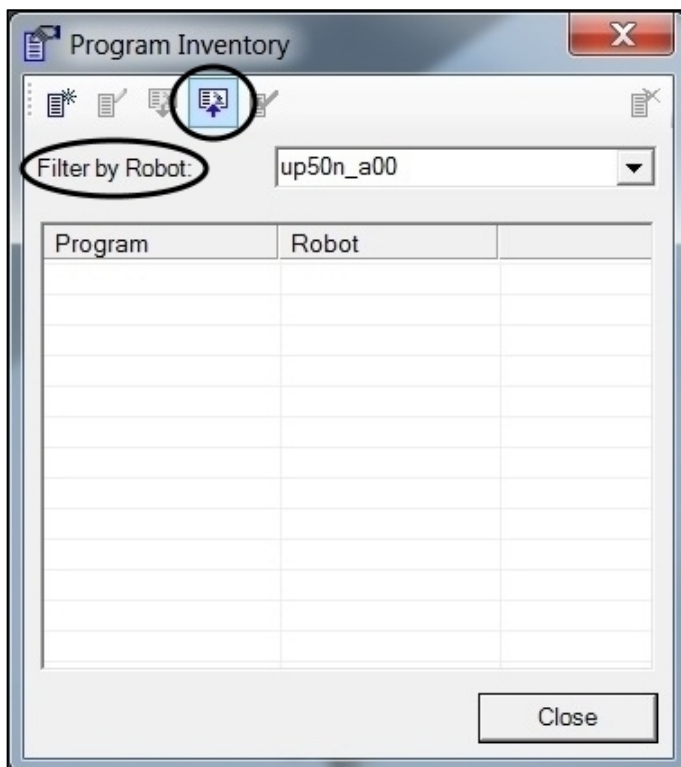 Program Inventory
Filter by Robot:
up50n_a00
Program Robot
Close